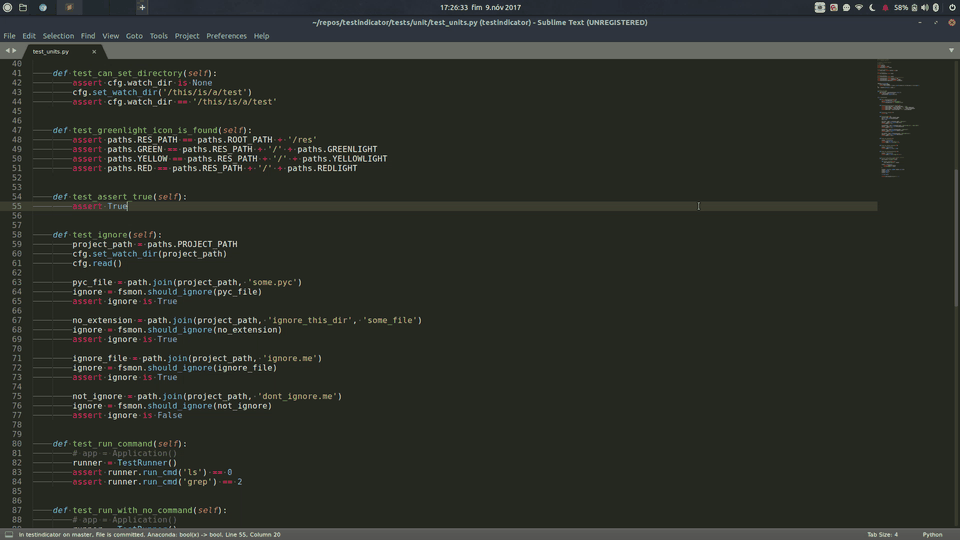 17:26:33 fim 9.nóv 2017
58%
~/repos/testindicator/tests/unit/test_units.py (testindicator) - Sublime Text (UNREGISTERED)
File Edit Selection Find View Goto Tools Project Preferences Help
test_units.py
40
41 def test_can_set_directory(self):
42 assert cfg.watch_dir is None
43 cfg.set_watch_dir('/this/is/a/test')
44 assert cfg.watch_dir == '/this/is/a/test'
45
46
47 def test_greenlight_icon_is_found(self):
48 assert paths.RES_PATH == paths.ROOT_PATH + '/res'
49 assert paths.GREEN == paths.RES_PATH + '/' + paths.GREENLIGHT
50 assert paths.YELLOW == paths.RES_PATH + '/' + paths.YELLOWLIGHT
51 assert paths.RED == paths.RES_PATH + '/' + paths.REDLIGHT
52
53
54 def test_assert_true(self):
55 assert True
56
57
58 def test_ignore(self):
59 project_path = paths.PROJECT_PATH
60 cfg.set_watch_dir(project_path)
61 cfg.read()
62
63 pyc_file = path.join(project_path, 'some.pyc')
64 ignore = fsmon.should_ignore(pyc_file)
65 assert ignore is True
66
67 no_extension = path.join(project_path, 'ignore_this_dir', 'some_file')
68 ignore = fsmon.should_ignore(no_extension)
69 assert ignore is True
70
71 ignore_file = path.join(project_path, 'ignore.me')
72 ignore = fsmon.should_ignore(ignore_file)
73 assert ignore is True
74
75 not_ignore = path.join(project_path, 'dont_ignore.me')
76 ignore = fsmon.should_ignore(not_ignore)
77 assert ignore is False
78
79
80 def test_run_command(self):
81 # app = Application()
82 runner = TestRunner()
83 assert runner.run_cmd('ls') == 0
84 assert runner.run_cmd('grep') == 2
85
86
87 def test_run_with_no_command(self):
88 # app = Application()
In testindicator on master, File is committed, Anaconda: bool(x) -> bool, Line 55, Column 20
Tab Size: 4
Python